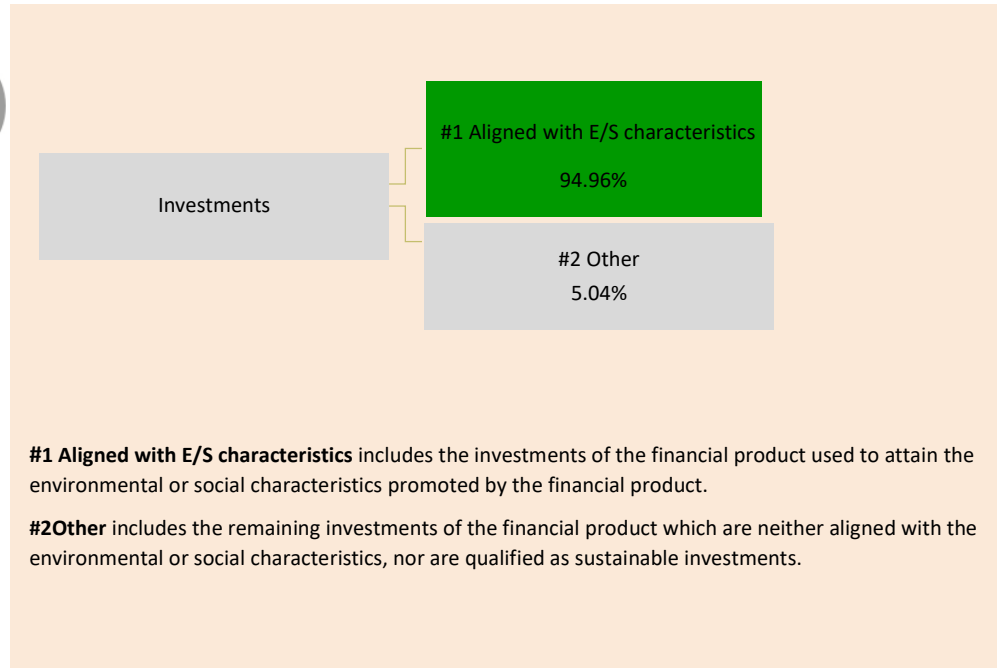 #1 Aligned with E/S characteristics
94.96%
Investments
#2 Other
5.04%
#1 Aligned with E/S characteristics includes the investments of the financial product used to attain the
environmental or social characteristics promoted by the financial product.
#2Other includes the remaining investments of the financial product which are neither aligned with the
environmental or social characteristics, nor are qualified as sustainable investments.